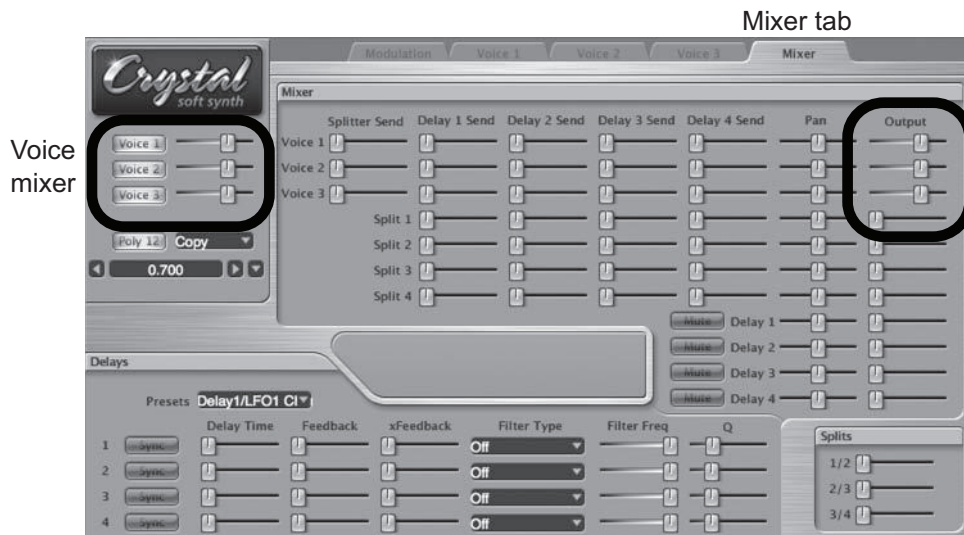 Mixer tab
Voice mixer
Crystal
soft synth
Modulation Voice 1 Voice 2 Voice 3 Mixer
Voice 1
Voice 2
Voice 3
Poly 12 Copy
0.700
Mixer
Splitter Send Delay 1 Send Delay 2 Send Delay 3 Send Delay 4 Send Pan Output
Voice 1
Voice 2
Voice 3
Split 1
Split 2
Split 3
Split 4
Mute Delay 1
Mute Delay 2
Mute Delay 3
Mute Delay 4
Delays
Presets Delay1/LFO1 Cl
Delay Time Feedback xFeedback Filter Type Filter Freq Q
1 Sync Off
2 Sync Off
3 Sync Off
4 Sync Off
Splits
1/2
2/3
3/4